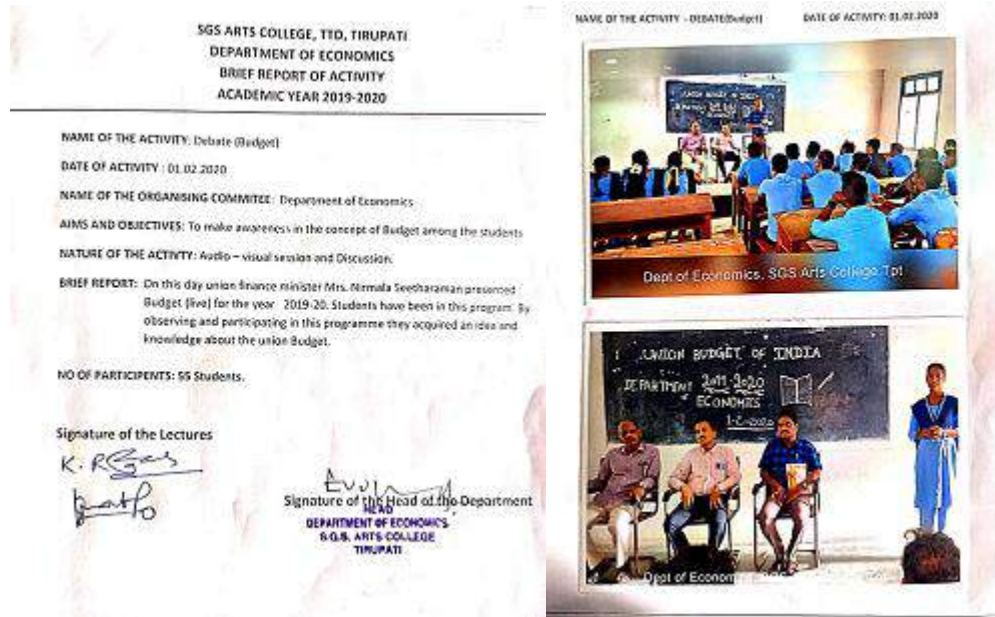 SGS ARTS COLLEGE, TTD, TIRUPATI
DEPARTMENT OF ECONOMICS
BRIEF REPORT OF ACTIVITY
ACADEMIC YEAR 2019-2020
NAME OF THE ACTIVITY: Debate (Budget)
DATE OF ACTIVITY : 01.02.2020
NAME OF THE ORGANISING COMMITEE: Department of Economics
AIMS AND OBJECTIVES: To make awareness in the concept of Budget among the students
NATURE OF THE ACTIVTY: Audio – visual session and Discussion.
BRIEF REPORT: On this day union finance minister Mrs. Nirmala Seetharaman presented
Budget (live) for the year 2019-20. Students have been in this program. By
observing and participating in this programme they acquired an idea and
knowledge about the union Budget.
NO OF PARTICIPENTS: 55 Students.
Signature of the Lectures
Signature of the Head of the Department
HEAD
DEPARTMENT OF ECONOMICS
S.G.S. ARTS COLLEGE
TIRUPATI
NAME OF THE ACTIVITY - DEBATE(Budget) DATE OF ACTIVITY: 01.02.2020
UNION BUDGET OF INDIA
Dept of Economics, SGS Arts College Tpt
UNION BUDGET OF INDIA
DEPARTMENT 2019-2020
ECONOMICS
1-2-2020
Dept of Economics, SGS